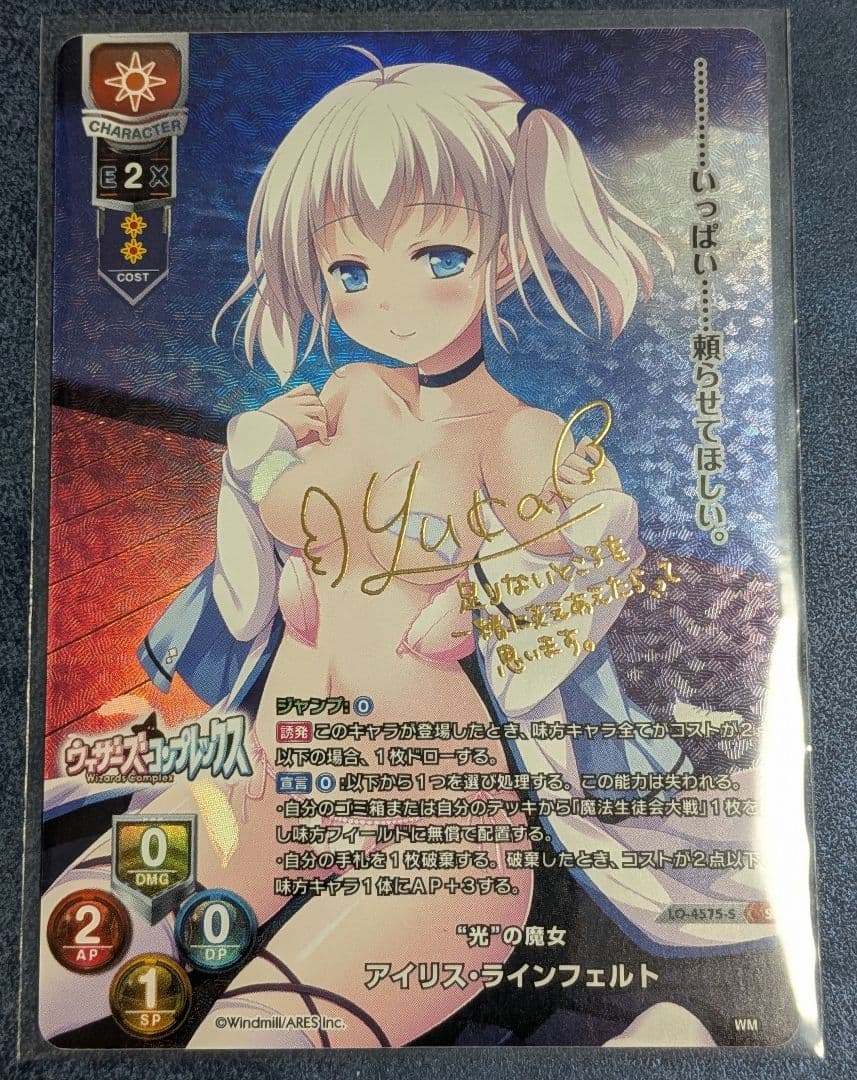 CHARACTER
EX 2
COST
…………いっぱい……頼らせてほしい。
Yuca
足りないところを
一緒に支えあえたらって
思います。
ジャンプ:0
誘発 このキャラが登場したとき、味方キャラ全てがコストが2
以下の場合、1枚ドローする。
宣言 0:以下から1つを選び処理する。この能力は失われる。
・自分のゴミ箱または自分のデッキから「魔法生徒会大戦」1枚を
し味方フィールドに無償で配置する。
・自分の手札を1枚破棄する。破棄したとき、コストが2点以下
味方キャラ1体にAP+3する。
ウィザーズコンプレックス
Wizards Complex
0
DMG
2
AP
0
DP
1
SP
LO-4575-S
"光"の魔女
アイリス・ラインフェルト
©Windmill/ARES Inc.
WM